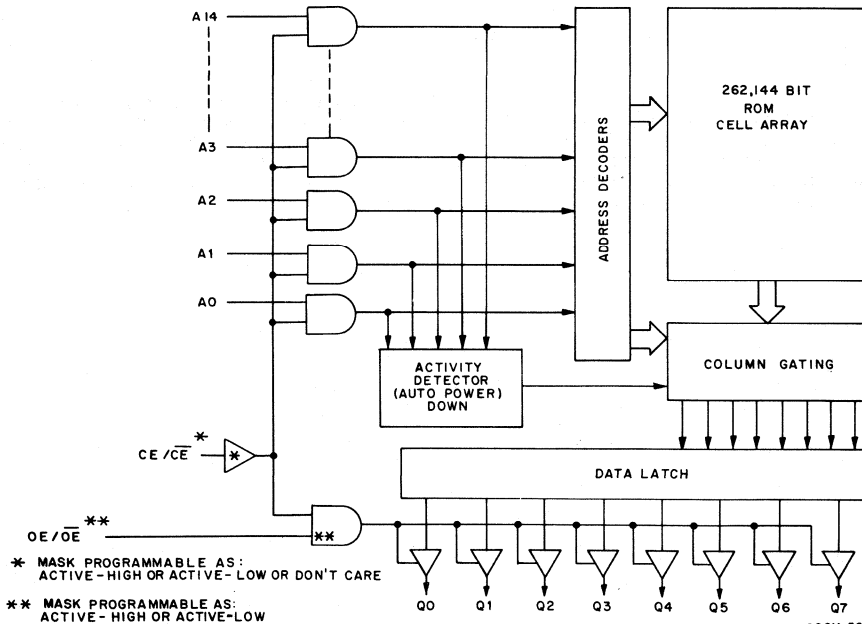 A14
A3
A2
A1
A0
ADDRESS DECODERS
262,144 BIT
ROM
CELL ARRAY
ACTIVITY
DETECTOR
(AUTO POWER)
DOWN
COLUMN GATING
CE/CE *
*
DATA LATCH
OE/OE **
**
* MASK PROGRAMMABLE AS:
ACTIVE-HIGH OR ACTIVE-LOW OR DON'T CARE
** MASK PROGRAMMABLE AS:
ACTIVE-HIGH OR ACTIVE-LOW
Q0 Q1 Q2 Q3 Q4 Q5 Q6 Q7